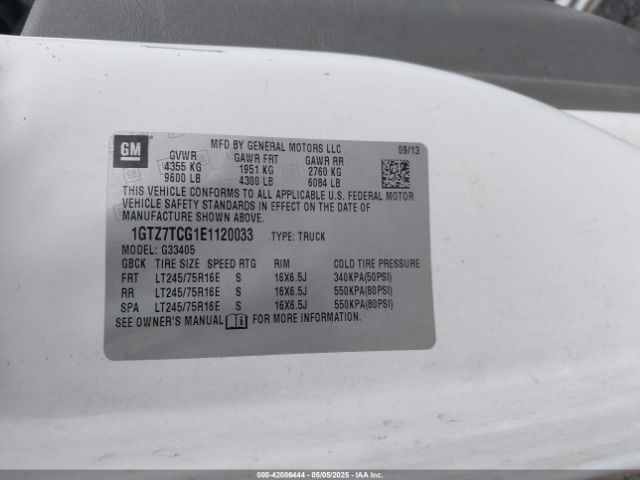 GM
MFD BY GENERAL MOTORS LLC
09/13
GVWR GAWR FRT GAWR RR
4355 KG 1951 KG 2760 KG
9600 LB 4300 LB 6084 LB
THIS VEHICLE CONFORMS TO ALL APPLICABLE U.S. FEDERAL MOTOR
VEHICLE SAFETY STANDARDS IN EFFECT ON THE DATE OF
MANUFACTURE SHOWN ABOVE.
1GTZ7TCG1E1120033 TYPE: TRUCK
MODEL: G33405
GBCK TIRE SIZE SPEED RTG RIM COLD TIRE PRESSURE
FRT LT245/75R16E S 16X6.5J 340KPA(50PSI)
RR LT245/75R16E S 16X6.5J 550KPA(80PSI)
SPA LT245/75R16E S 16X6.5J 550KPA(80PSI)
SEE OWNER'S MANUAL FOR MORE INFORMATION.
000-42086444 - 05/05/2025 - COPYRIGHT IAA